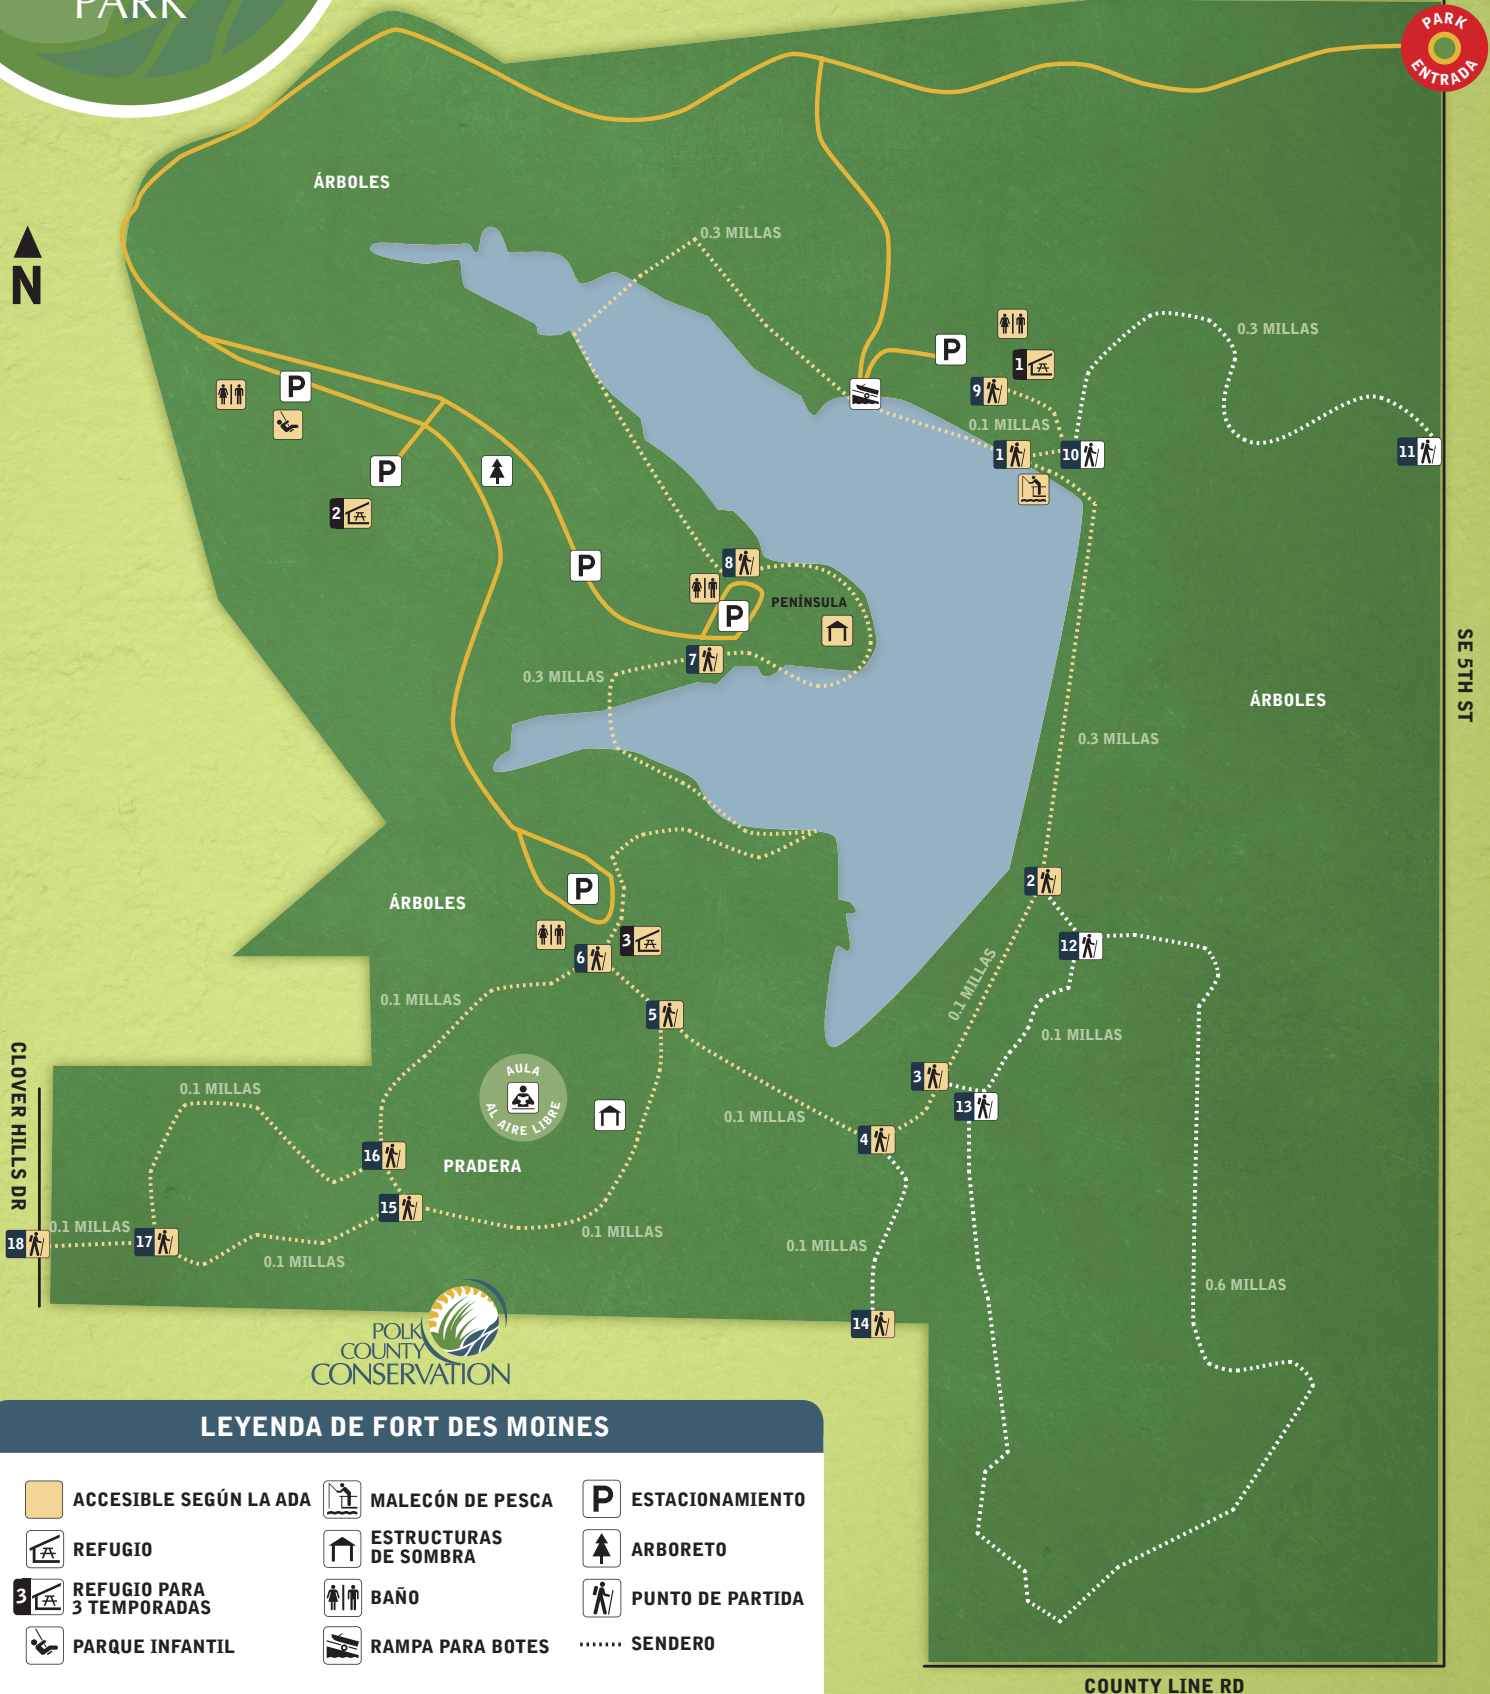 PARK
PARK
ENTRADA
ÁRBOLES
0.3 MILLAS
N
0.3 MILLAS
P
1
P
9
0.1 MILLAS
1
10
11
P
2
P
8
P
PENÍNSULA
7
0.3 MILLAS
SE 5TH ST
ÁRBOLES
0.3 MILLAS
2
P
ÁRBOLES
3
6
12
0.1 MILLAS
0.1 MILLAS
5
0.1 MILLAS
CLOVER HILLS DR
3
13
AULA
AL AIRE LIBRE
0.1 MILLAS
0.1 MILLAS
4
16
PRADERA
15
0.1 MILLAS
18
17
0.1 MILLAS
0.1 MILLAS
0.1 MILLAS
0.6 MILLAS
14
POLK
COUNTY
CONSERVATION
LEYENDA DE FORT DES MOINES
ACCESIBLE SEGÚN LA ADA
REFUGIO
3
REFUGIO PARA
3 TEMPORADAS
PARQUE INFANTIL
MALECÓN DE PESCA
ESTRUCTURAS
DE SOMBRA
BAÑO
RAMPA PARA BOTES
P
ESTACIONAMIENTO
ARBORETO
PUNTO DE PARTIDA
SENDERO
COUNTY LINE RD